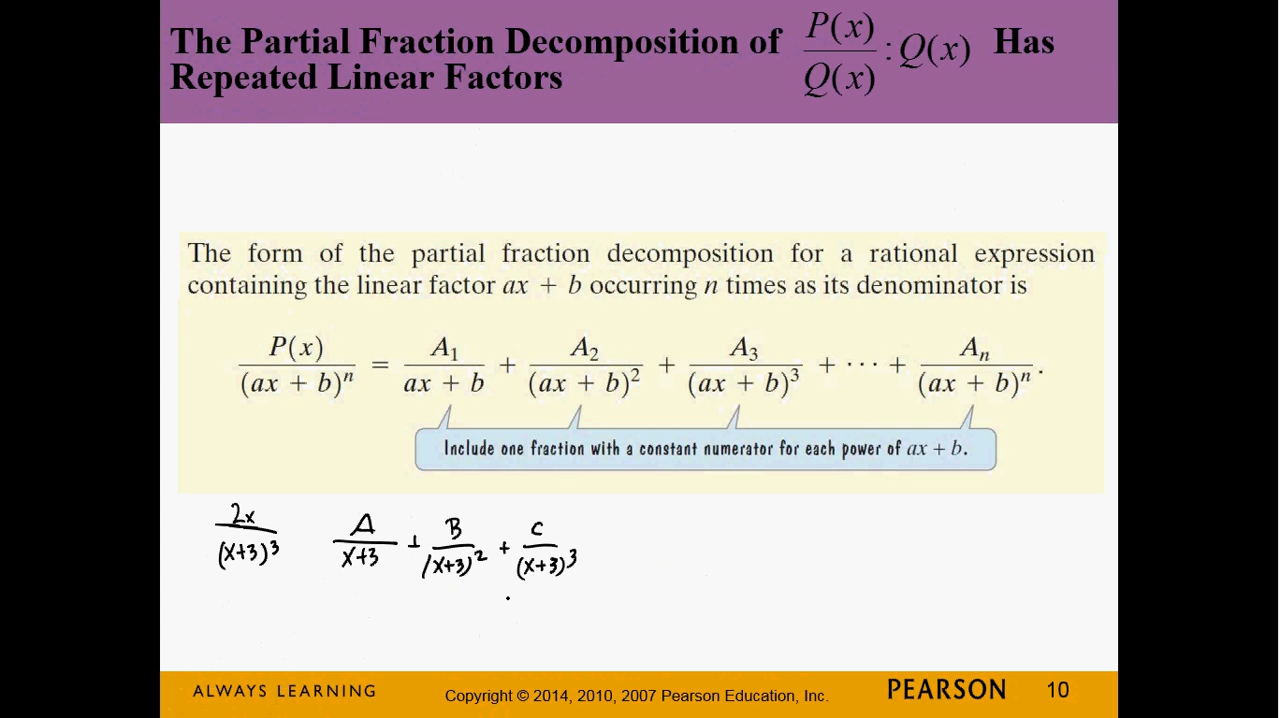 The Partial Fraction Decomposition of P(x)/Q(x) : Q(x) Has
Repeated Linear Factors
The form of the partial fraction decomposition for a rational expression
containing the linear factor ax + b occurring n times as its denominator is
P(x)/(ax + b)ⁿ = A₁/(ax + b) + A₂/(ax + b)² + A₃/(ax + b)³ + ··· + Aₙ/(ax + b)ⁿ.
Include one fraction with a constant numerator for each power of ax + b.
2x/(x+3)³ A/(x+3) + B/(x+3)² + C/(x+3)³
ALWAYS LEARNING Copyright © 2014, 2010, 2007 Pearson Education, Inc. PEARSON 10